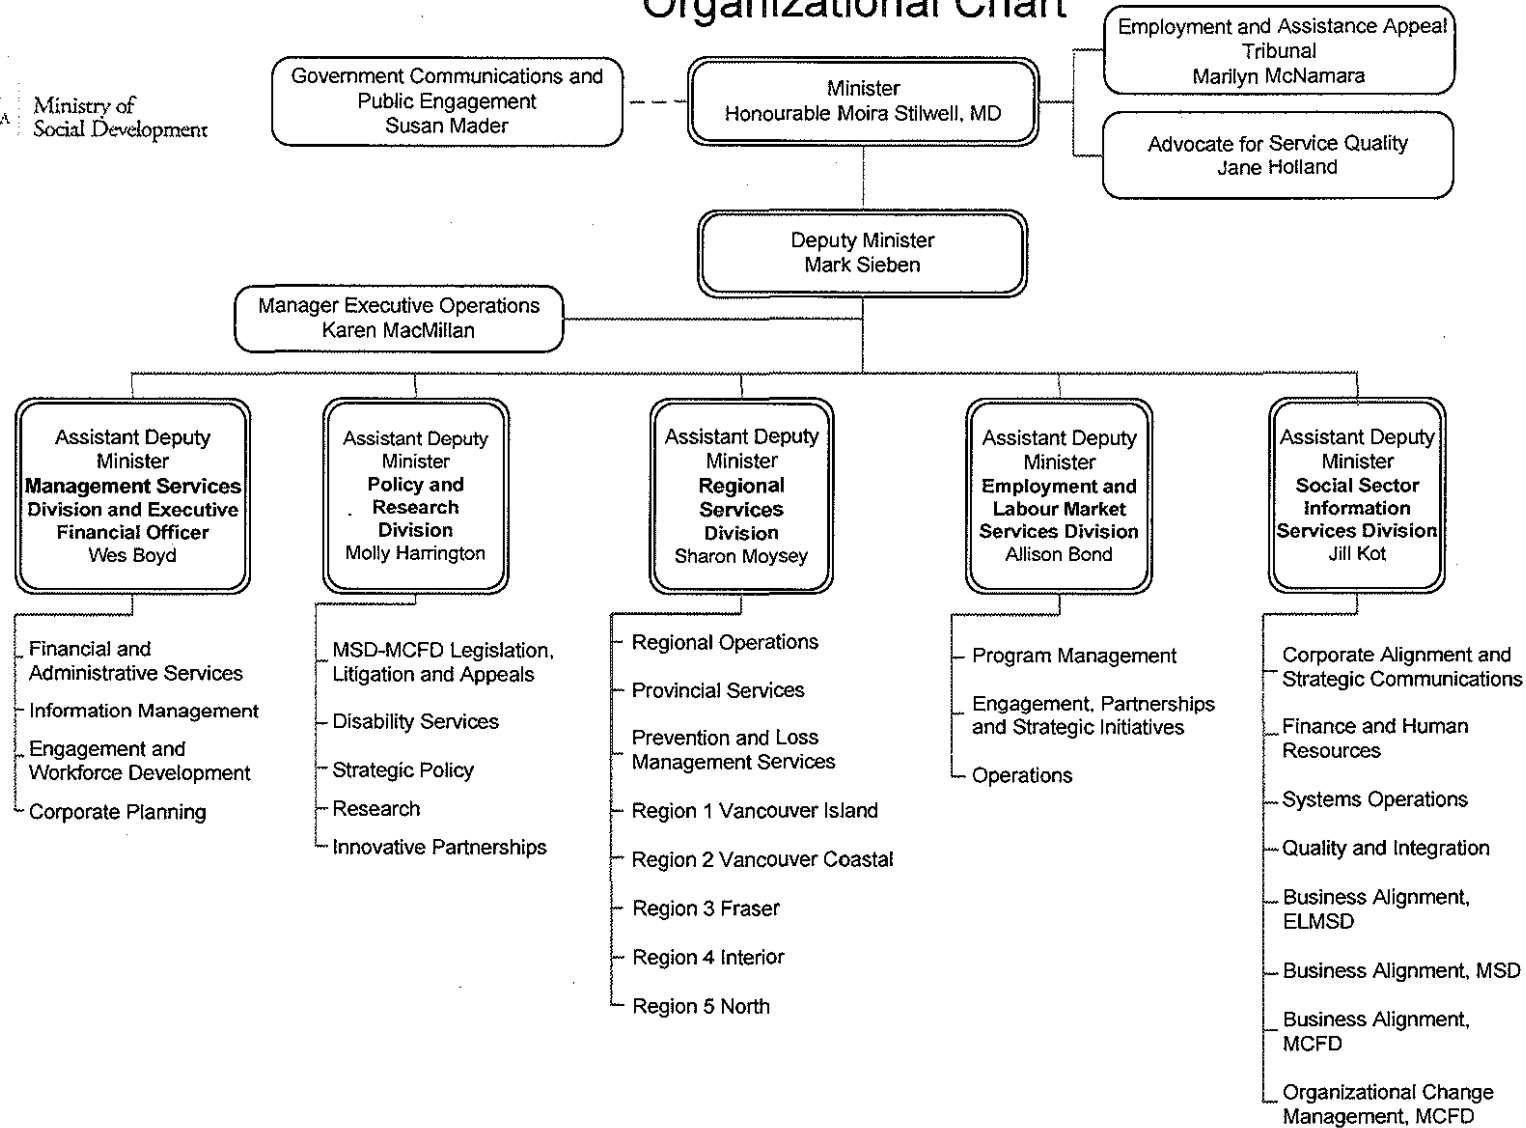 Organizational Chart
Ministry of
Social Development
Government Communications and
Public Engagement
Susan Mader
Minister
Honourable Moira Stilwell, MD
Employment and Assistance Appeal
Tribunal
Marilyn McNamara
Advocate for Service Quality
Jane Holland
Deputy Minister
Mark Sieben
Manager Executive Operations
Karen MacMillan
Assistant Deputy
Minister
Management Services
Division and Executive
Financial Officer
Wes Boyd
Financial and
Administrative Services
Information Management
Engagement and
Workforce Development
Corporate Planning
Assistant Deputy
Minister
Policy and
Research
Division
Molly Harrington
MSD-MCFD Legislation,
Litigation and Appeals
Disability Services
Strategic Policy
Research
Innovative Partnerships
Assistant Deputy
Minister
Regional
Services
Division
Sharon Moysey
Regional Operations
Provincial Services
Prevention and Loss
Management Services
Region 1 Vancouver Island
Region 2 Vancouver Coastal
Region 3 Fraser
Region 4 Interior
Region 5 North
Assistant Deputy
Minister
Employment and
Labour Market
Services Division
Allison Bond
Program Management
Engagement, Partnerships
and Strategic Initiatives
Operations
Assistant Deputy
Minister
Social Sector
Information
Services Division
Jill Kot
Corporate Alignment and
Strategic Communications
Finance and Human
Resources
Systems Operations
Quality and Integration
Business Alignment,
ELMSD
Business Alignment, MSD
Business Alignment,
MCFD
Organizational Change
Management, MCFD